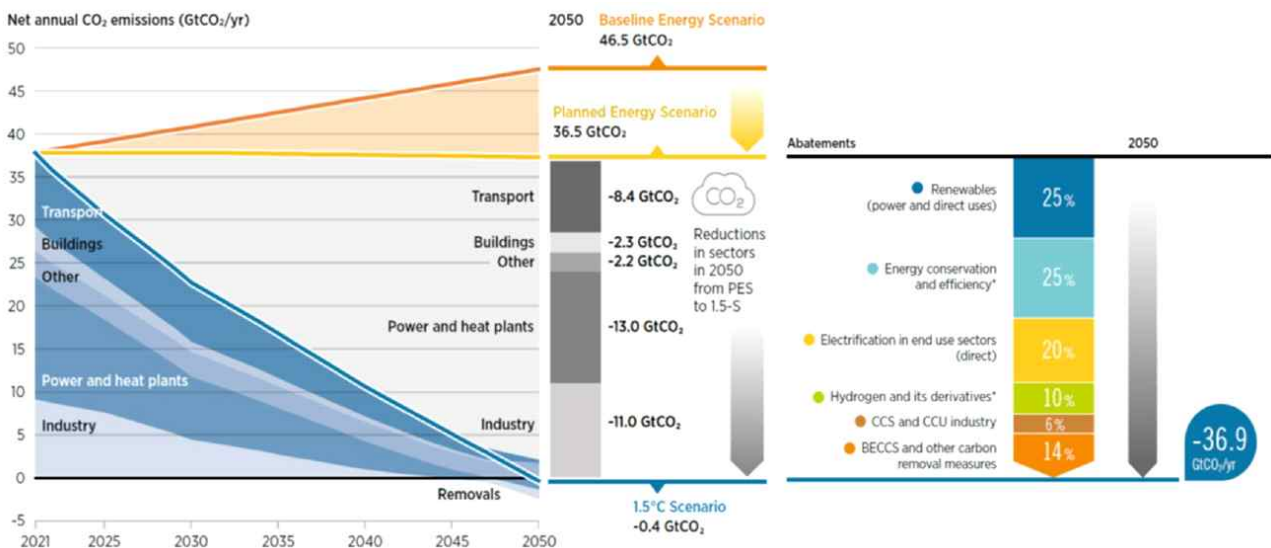 Net annual CO₂ emissions (GtCO₂/yr)
50
45
40
35
30
25
20
15
10
5
0
-5
2021
2025
2030
2035
2040
2045
2050
Transport
Buildings
Other
Power and heat plants
Industry
Transport
Buildings
Other
Power and heat plants
Industry
Removals
2050
Baseline Energy Scenario
46.5 GtCO₂
Planned Energy Scenario
36.5 GtCO₂
-8.4 GtCO₂
-2.3 GtCO₂
-2.2 GtCO₂
-13.0 GtCO₂
-11.0 GtCO₂
CO₂
Reductions
in sectors
in 2050
from PES
to 1.5-S
1.5°C Scenario
-0.4 GtCO₂
Abatements
2050
Renewables
(power and direct uses)
25%
Energy conservation
and efficiency*
25%
Electrification in end use sectors
(direct)
20%
Hydrogen and its derivatives*
10%
CCS and CCU industry
6%
BECCS and other carbon
removal measures
14%
-36.9
GtCO₂/yr